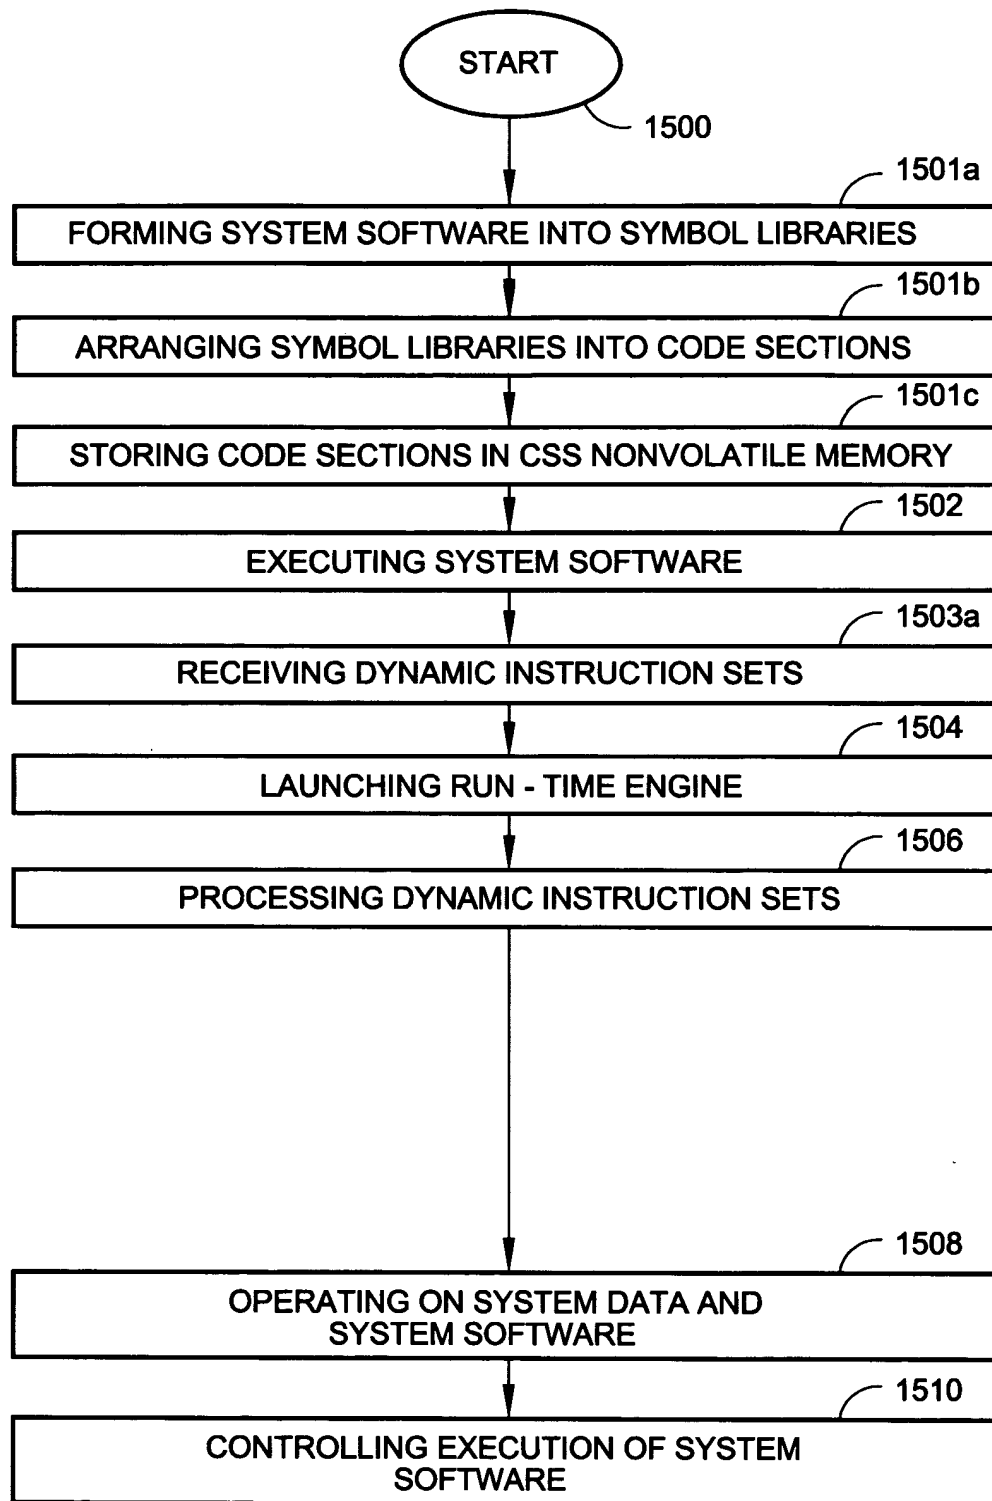 START
1500
1501a
FORMING SYSTEM SOFTWARE INTO SYMBOL LIBRARIES
1501b
ARRANGING SYMBOL LIBRARIES INTO CODE SECTIONS
1501c
STORING CODE SECTIONS IN CSS NONVOLATILE MEMORY
1502
EXECUTING SYSTEM SOFTWARE
1503a
RECEIVING DYNAMIC INSTRUCTION SETS
1504
LAUNCHING RUN - TIME ENGINE
1506
PROCESSING DYNAMIC INSTRUCTION SETS
1508
OPERATING ON SYSTEM DATA AND
SYSTEM SOFTWARE
1510
CONTROLLING EXECUTION OF SYSTEM
SOFTWARE